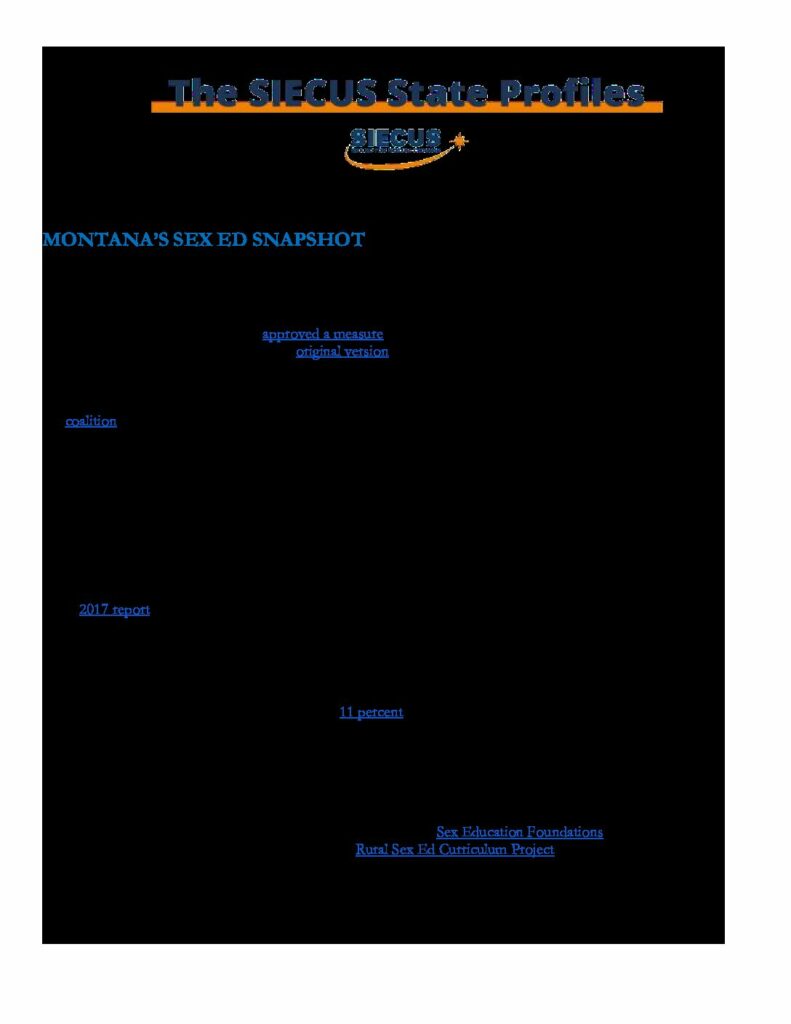 The SIECUS State Profiles
SIECUS
MONTANA'S SEX ED SNAPSHOT
approved a measure
original version
coalition
2017 report
11 percent
Sex Education Foundations
Rural Sex Ed Curriculum Project